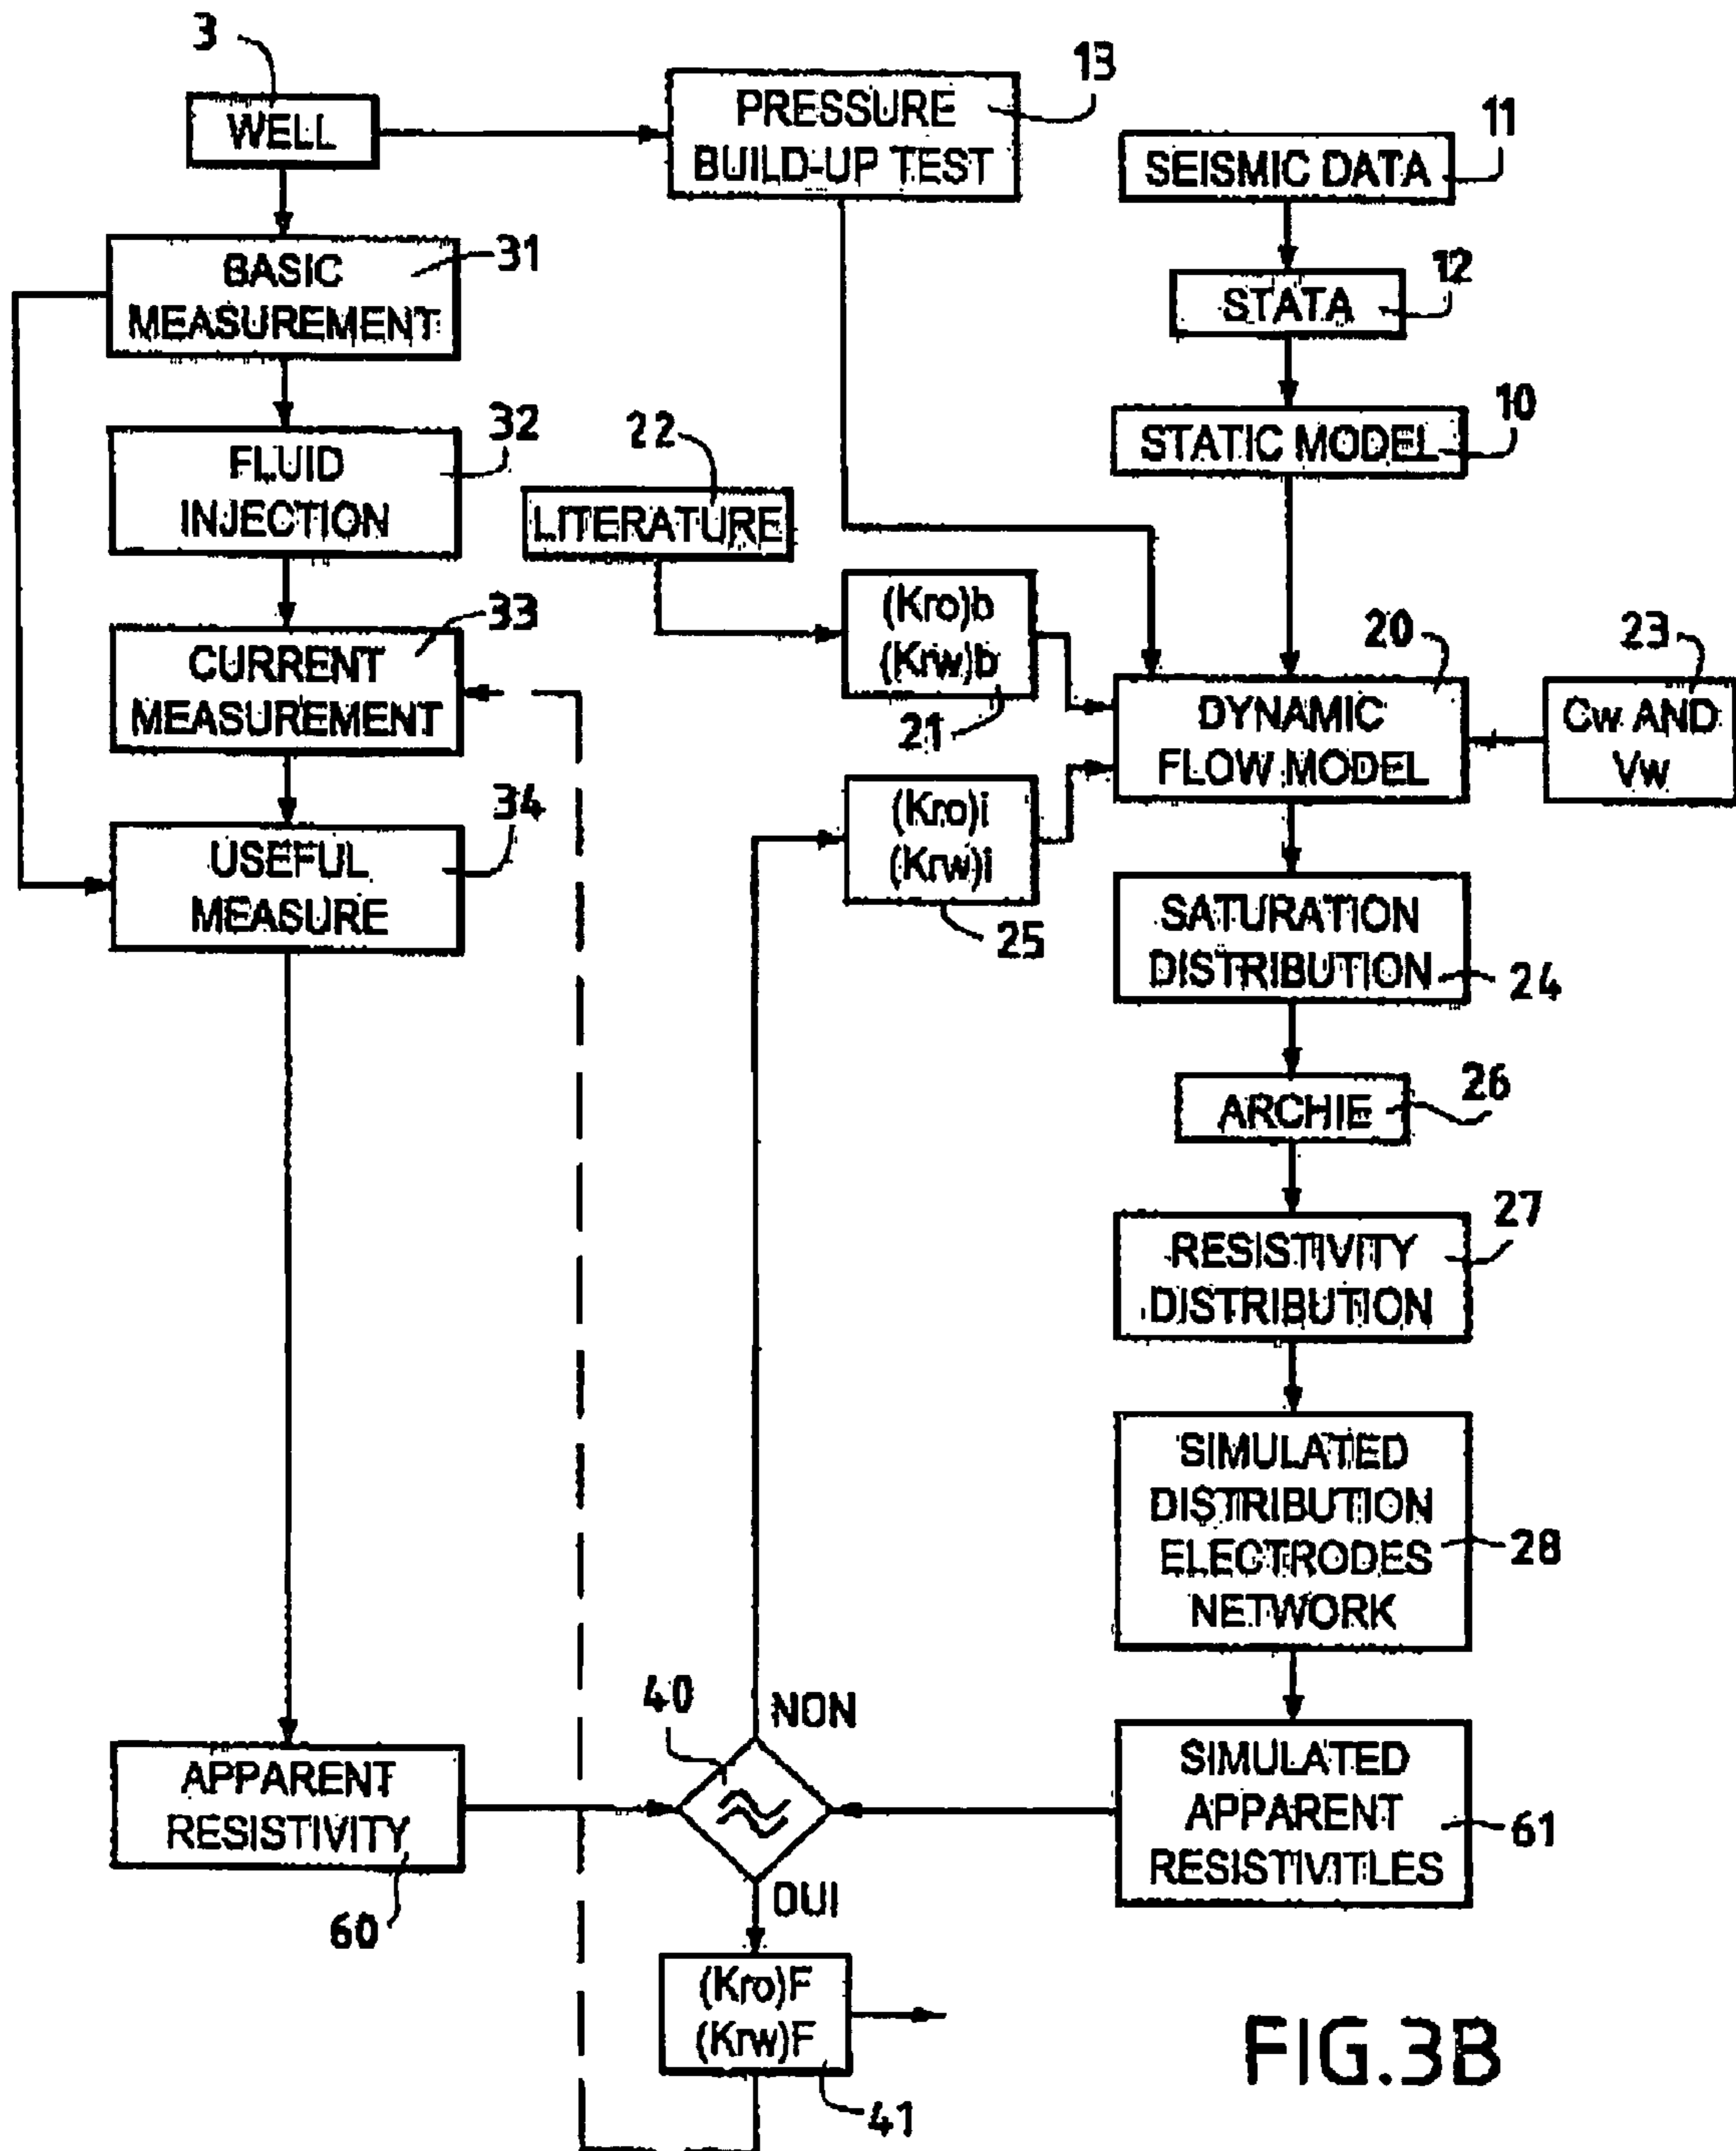 3
WELL
PRESSURE
BUILD-UP TEST
13
SEISMIC DATA
11
BASIC
MEASUREMENT
31
STATA
12
FLUID
INJECTION
32
22
LITERATURE
STATIC MODEL
10
(Kro)b
(Krw)b
21
CURRENT
MEASUREMENT
33
DYNAMIC
FLOW MODEL
20
Cw AND
Vw
23
(Kro)i
(Krw)i
25
USEFUL
MEASURE
34
SATURATION
DISTRIBUTION
24
ARCHIE
26
RESISTIVITY
DISTRIBUTION
27
SIMULATED
DISTRIBUTION
ELECTRODES
NETWORK
28
40
NON
APPARENT
RESISTIVITY
60
≈
SIMULATED
APPARENT
RESISTIVITLES
61
OUI
(Kro)F
(Krw)F
41
FIG.3B